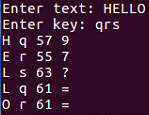 Enter text: HELLO
Enter key: qrs
H q 57 9
E r 55 7
L s 63 ?
L q 61 =
O r 61 =